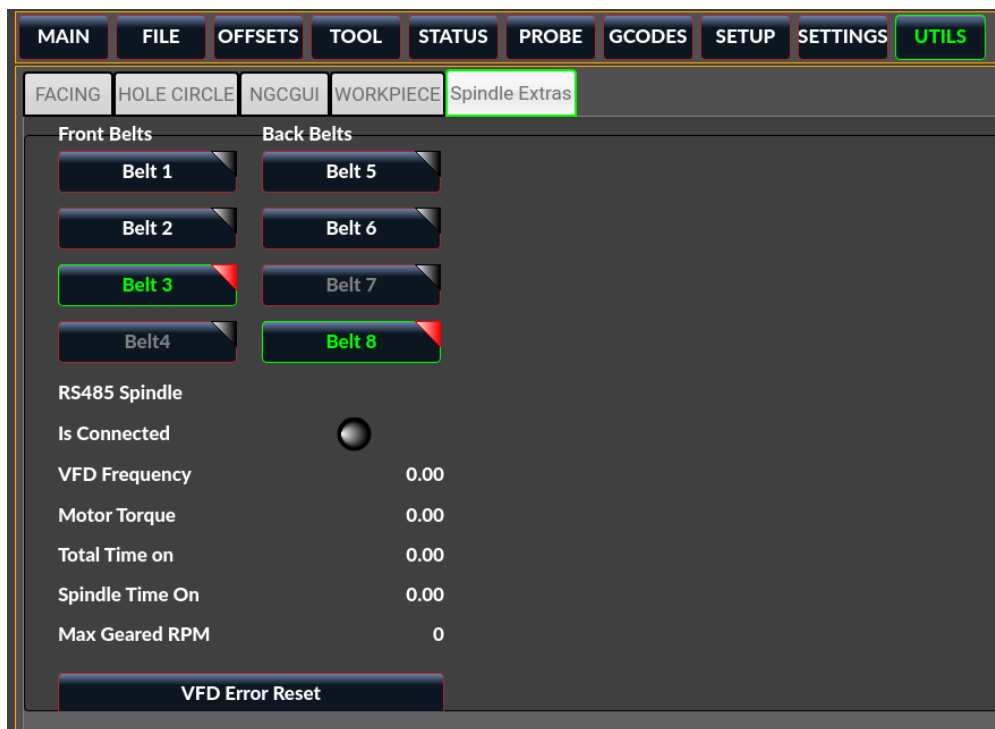 MAIN FILE OFFSETS TOOL STATUS PROBE GCODES SETUP SETTINGS UTILS
FACING HOLE CIRCLE NGCGUI WORKPIECE Spindle Extras
Front Belts Back Belts
Belt 1 Belt 5
Belt 2 Belt 6
Belt 3 Belt 7
Belt4 Belt 8
RS485 Spindle
Is Connected
VFD Frequency 0.00
Motor Torque 0.00
Total Time on 0.00
Spindle Time On 0.00
Max Geared RPM 0
VFD Error Reset